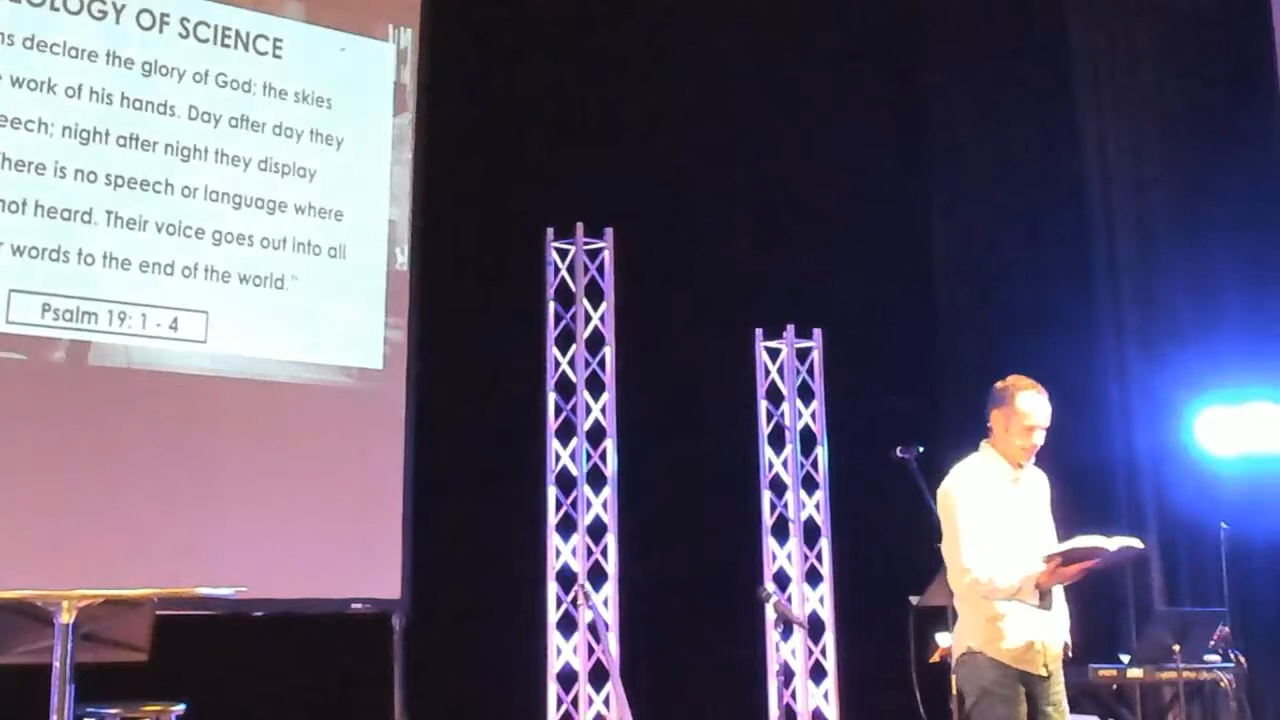 OLOGY OF SCIENCE
ns declare the glory of God; the skies
work of his hands. Day after day they
eech; night after night they display
here is no speech or language where
not heard. Their voice goes out into all
words to the end of the world."
Psalm 19: 1 - 4